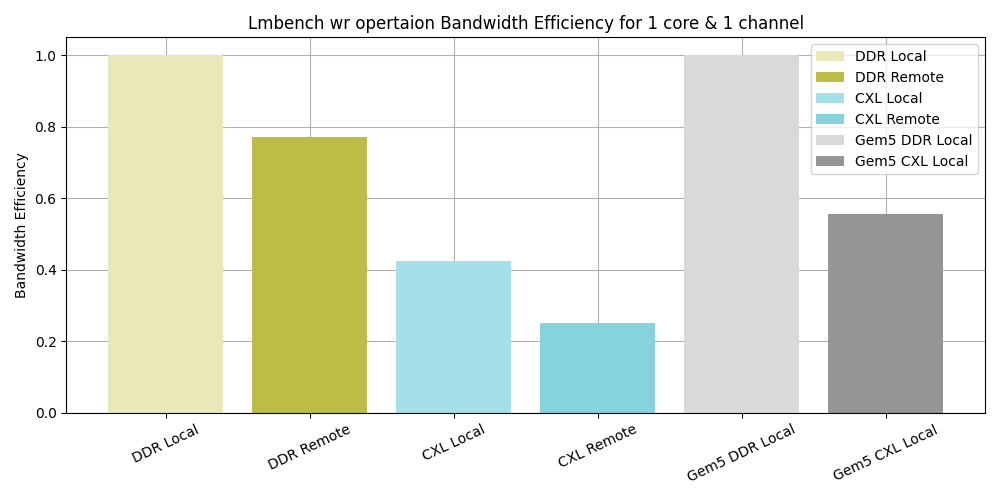 Lmbench wr opertaion Bandwidth Efficiency for 1 core & 1 channel
Bandwidth Efficiency
1.0
0.8
0.6
0.4
0.2
0.0
DDR Local
DDR Remote
CXL Local
CXL Remote
Gem5 DDR Local
Gem5 CXL Local
DDR Local
DDR Remote
CXL Local
CXL Remote
Gem5 DDR Local
Gem5 CXL Local